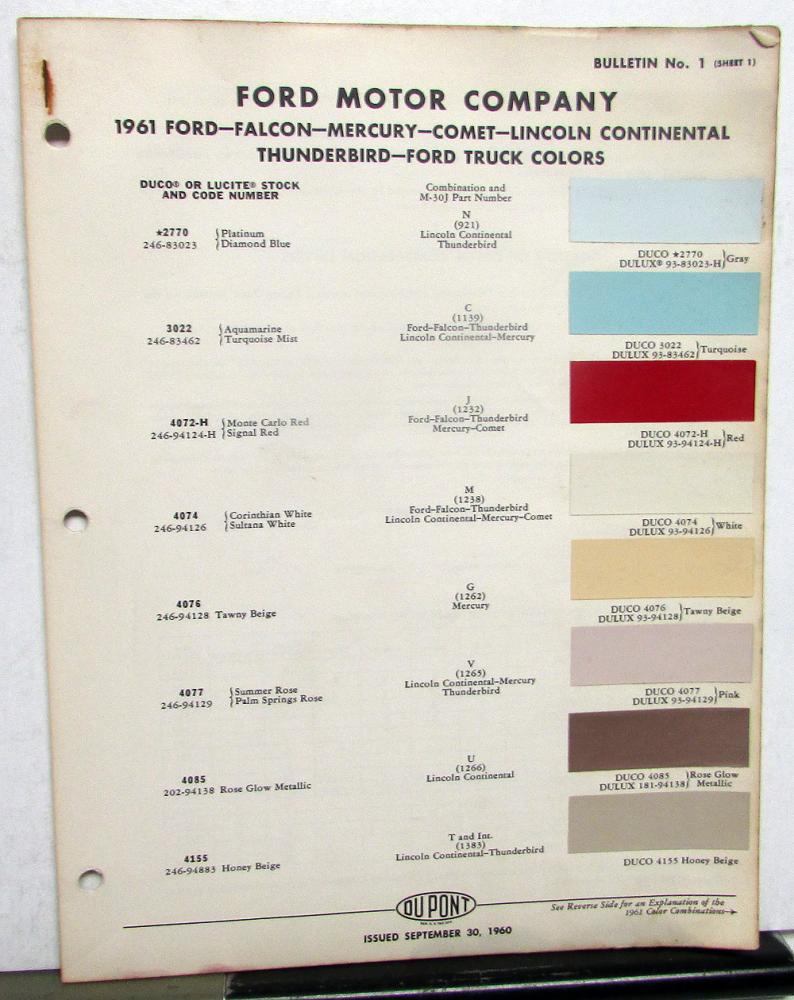 BULLETIN No. 1 (SHEET 1)
FORD MOTOR COMPANY
1961 FORD—FALCON—MERCURY—COMET—LINCOLN CONTINENTAL
THUNDERBIRD—FORD TRUCK COLORS
DUCO® OR LUCITE® STOCK
AND CODE NUMBER
Combination and
M-30J Part Number
★2770 Platinum
246-83023 Diamond Blue
N
(921)
Lincoln Continental
Thunderbird
DUCO ★2770
DULUX® 93-83023-H Gray
3022 Aquamarine
246-83462 Turquoise Mist
C
(1139)
Ford–Falcon–Thunderbird
Lincoln Continental–Mercury
DUCO 3022
DULUX 93-83462 Turquoise
4072-H Monte Carlo Red
246-94124-H Signal Red
J
(1232)
Ford–Falcon–Thunderbird
Mercury–Comet
DUCO 4072-H
DULUX 93-94124-H Red
4074 Corinthian White
246-94126 Sultana White
M
(1238)
Ford–Falcon–Thunderbird
Lincoln Continental–Mercury–Comet
DUCO 4074
DULUX 93-94126 White
4076
246-94128 Tawny Beige
G
(1262)
Mercury
DUCO 4076
DULUX 93-94128 Tawny Beige
4077 Summer Rose
246-94129 Palm Springs Rose
V
(1265)
Lincoln Continental–Mercury
Thunderbird
DUCO 4077
DULUX 93-94129 Pink
4085
202-94138 Rose Glow Metallic
U
(1266)
Lincoln Continental
DUCO 4085 Rose Glow
DULUX 181-94138 Metallic
4155
246-94883 Honey Beige
T and Int.
(1383)
Lincoln Continental–Thunderbird
DUCO 4155 Honey Beige
DU PONT
See Reverse Side for an Explanation of the
1961 Color Combinations→
ISSUED SEPTEMBER 30, 1960